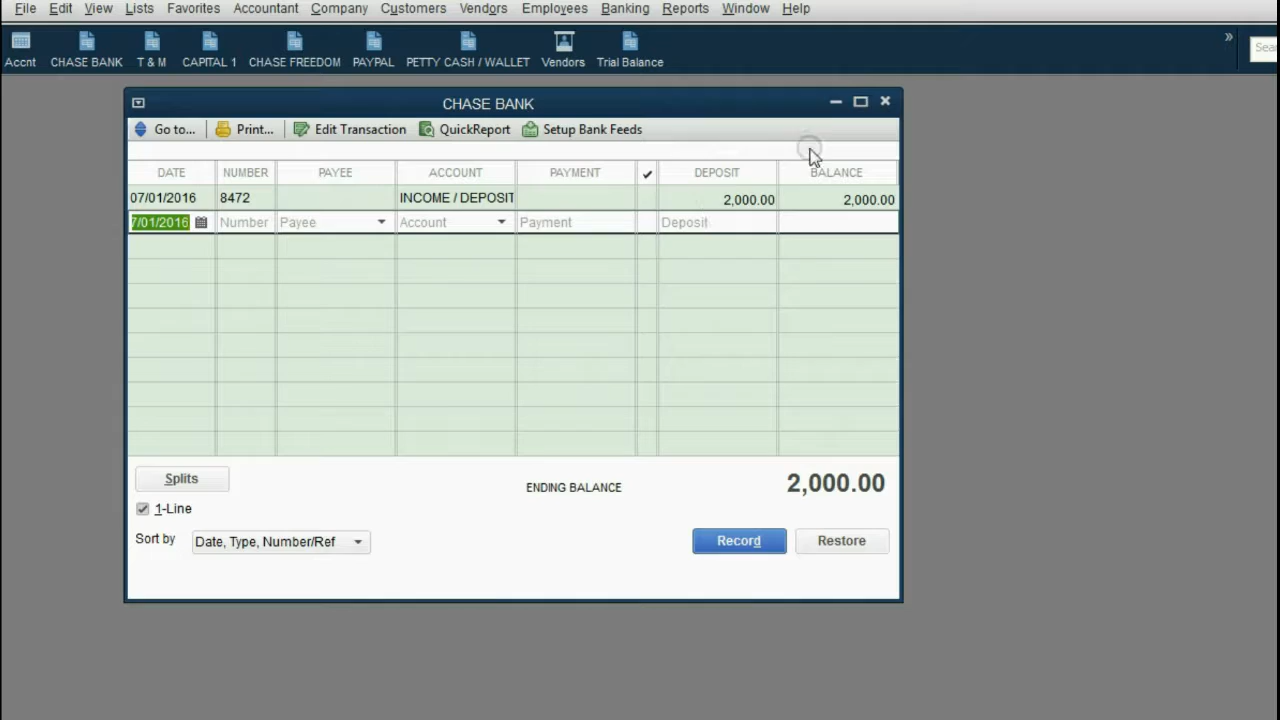 File Edit View Lists Favorites Accountant Company Customers Vendors Employees Banking Reports Window Help
Accnt CHASE BANK T & M CAPITAL 1 CHASE FREEDOM PAYPAL PETTY CASH / WALLET Vendors Trial Balance » Sea
CHASE BANK
Go to... Print... Edit Transaction QuickReport Setup Bank Feeds
DATE NUMBER PAYEE ACCOUNT PAYMENT ✓ DEPOSIT BALANCE
07/01/2016 8472 INCOME / DEPOSIT 2,000.00 2,000.00
7/01/2016 Number Payee Account Payment Deposit
Splits
ENDING BALANCE 2,000.00
1-Line
Sort by Date, Type, Number/Ref Record Restore